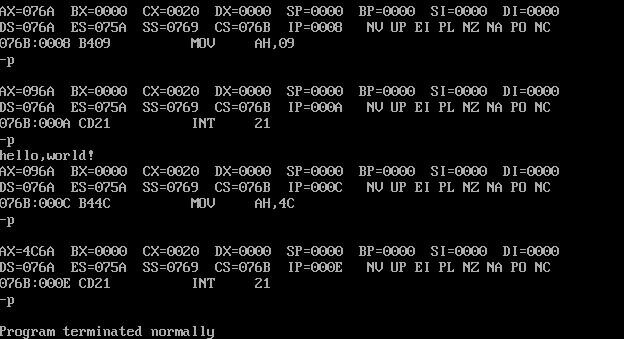 AX=076A  BX=0000  CX=0020  DX=0000  SP=0000  BP=0000  SI=0000  DI=0000
DS=076A  ES=075A  SS=0769  CS=076B  IP=0008   NV UP EI PL NZ NA PO NC
076B:0008 B409          MOV     AH,09
-p
AX=096A  BX=0000  CX=0020  DX=0000  SP=0000  BP=0000  SI=0000  DI=0000
DS=076A  ES=075A  SS=0769  CS=076B  IP=000A   NV UP EI PL NZ NA PO NC
076B:000A CD21          INT     21
-p
hello,world!
AX=096A  BX=0000  CX=0020  DX=0000  SP=0000  BP=0000  SI=0000  DI=0000
DS=076A  ES=075A  SS=0769  CS=076B  IP=000C   NV UP EI PL NZ NA PO NC
076B:000C B44C          MOV     AH,4C
-p
AX=4C6A  BX=0000  CX=0020  DX=0000  SP=0000  BP=0000  SI=0000  DI=0000
DS=076A  ES=075A  SS=0769  CS=076B  IP=000E   NV UP EI PL NZ NA PO NC
076B:000E CD21          INT     21
-p
Program terminated normally